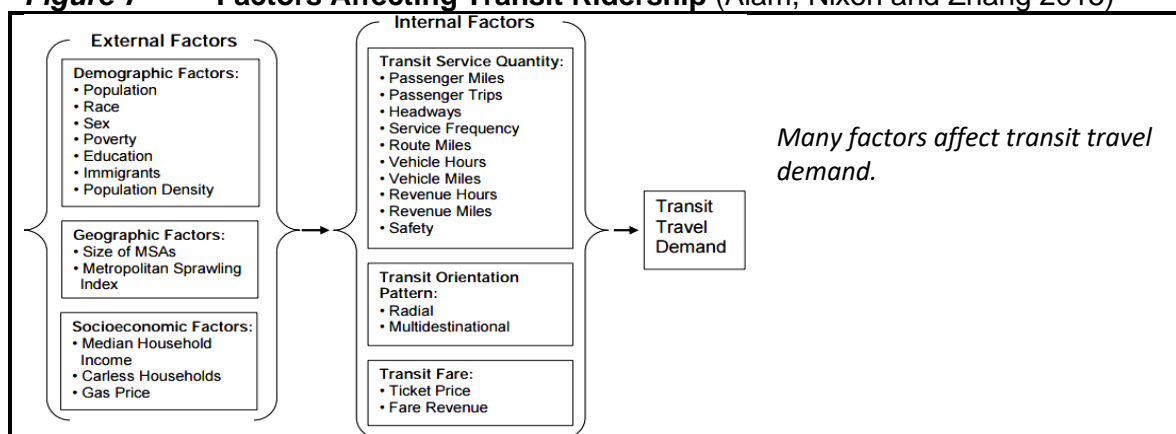 Figure 7 Factors Affecting Transit Ridership (Alam, Nixon and Zhang 2015)
External Factors
Demographic Factors:
• Population
• Race
• Sex
• Poverty
• Education
• Immigrants
• Population Density
Geographic Factors:
• Size of MSAs
• Metropolitan Sprawling
Index
Socioeconomic Factors:
• Median Household
Income
• Carless Households
• Gas Price
Internal Factors
Transit Service Quantity:
• Passenger Miles
• Passenger Trips
• Headways
• Service Frequency
• Route Miles
• Vehicle Hours
• Vehicle Miles
• Revenue Hours
• Revenue Miles
• Safety
Transit Orientation
Pattern:
• Radial
• Multidestinational
Transit Fare:
• Ticket Price
• Fare Revenue
Transit
Travel
Demand
Many factors affect transit travel
demand.